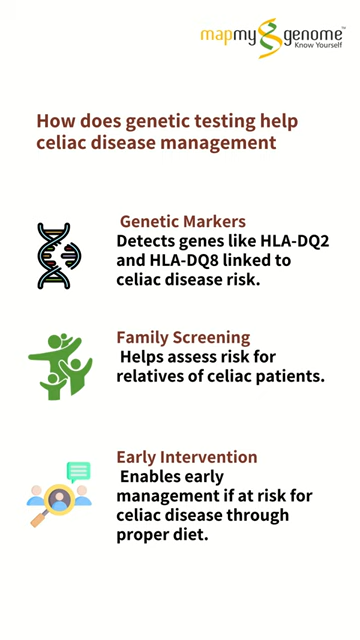 mapmygenome™
Know Yourself
How does genetic testing help
celiac disease management
Genetic Markers
Detects genes like HLA-DQ2
and HLA-DQ8 linked to
celiac disease risk.
Family Screening
Helps assess risk for
relatives of celiac patients.
Early Intervention
Enables early
management if at risk for
celiac disease through
proper diet.